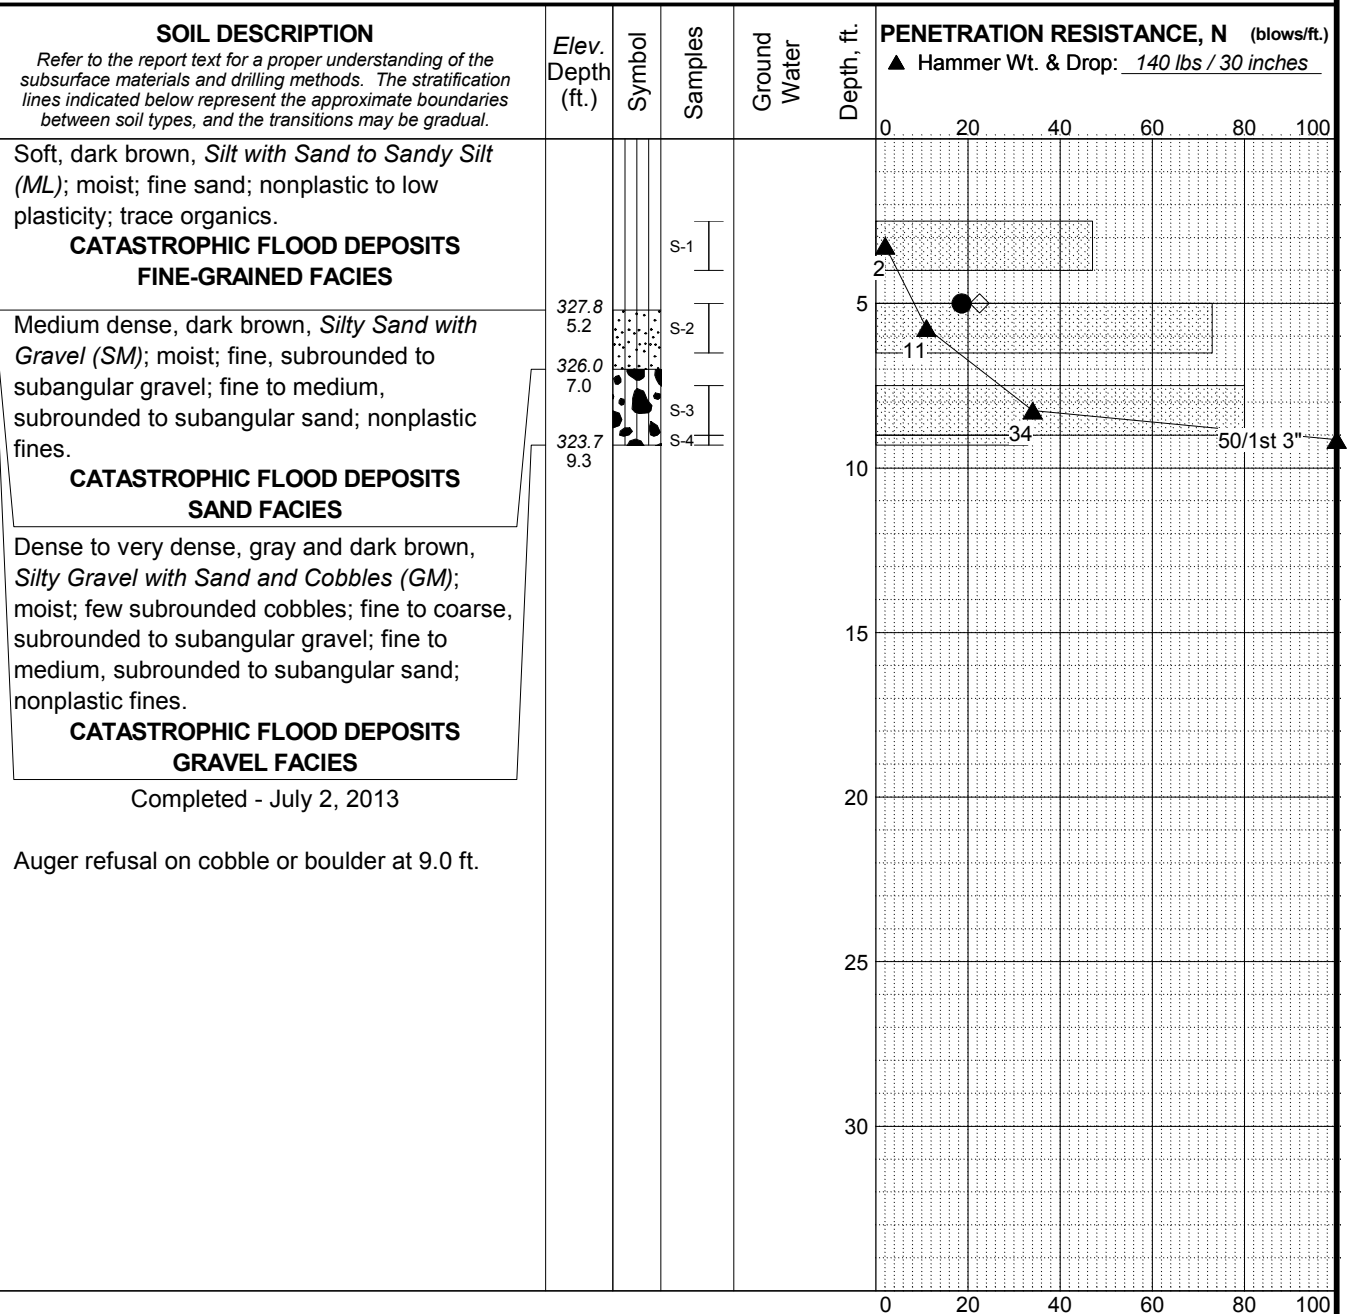 SOIL DESCRIPTION
Refer to the report text for a proper understanding of the
subsurface materials and drilling methods. The stratification
lines indicated below represent the approximate boundaries
between soil types, and the transitions may be gradual.
Elev.
Depth
(ft.)
Symbol
Samples
Ground
Water
Depth, ft.
PENETRATION RESISTANCE, N (blows/ft.)
▲ Hammer Wt. & Drop: 140 lbs / 30 inches
0 20 40 60 80 100
Soft, dark brown, Silt with Sand to Sandy Silt
(ML); moist; fine sand; nonplastic to low
plasticity; trace organics.
CATASTROPHIC FLOOD DEPOSITS
FINE-GRAINED FACIES
Medium dense, dark brown, Silty Sand with
Gravel (SM); moist; fine, subrounded to
subangular gravel; fine to medium,
subrounded to subangular sand; nonplastic
fines.
CATASTROPHIC FLOOD DEPOSITS
SAND FACIES
Dense to very dense, gray and dark brown,
Silty Gravel with Sand and Cobbles (GM);
moist; few subrounded cobbles; fine to coarse,
subrounded to subangular gravel; fine to
medium, subrounded to subangular sand;
nonplastic fines.
CATASTROPHIC FLOOD DEPOSITS
GRAVEL FACIES
Completed - July 2, 2013
Auger refusal on cobble or boulder at 9.0 ft.
327.8
5.2
326.0
7.0
323.7
9.3
S-1
S-2
S-3
S-4
5
10
15
20
25
30
2
11
34
50/1st 3"
0 20 40 60 80 100